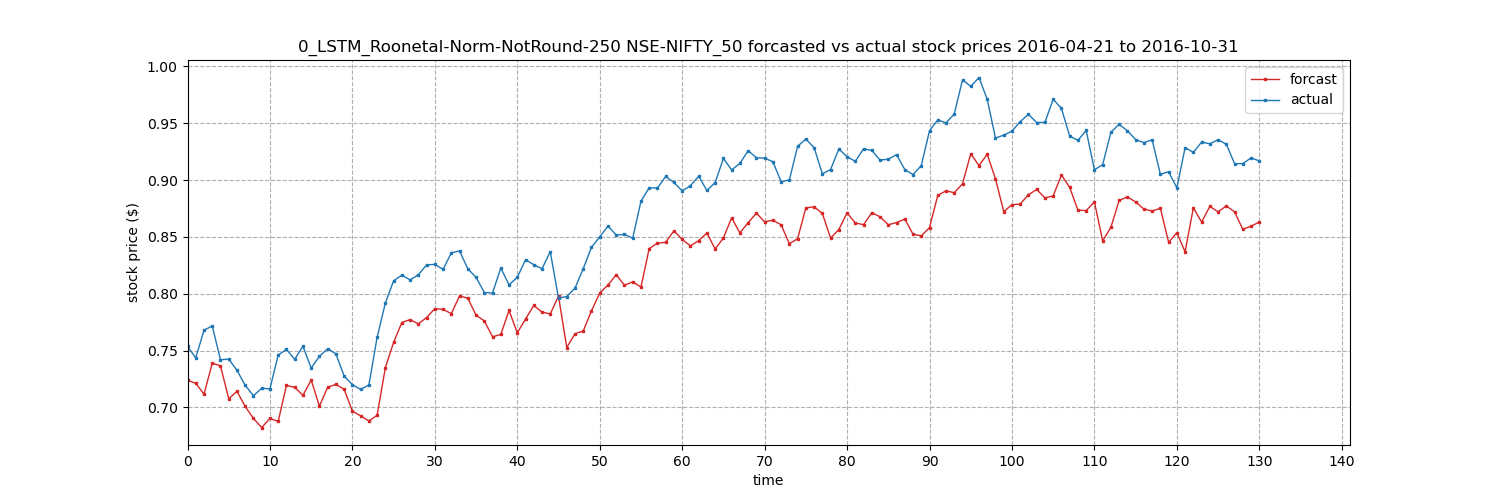 0_LSTM_Roonetal-Norm-NotRound-250 NSE-NIFTY_50 forcasted vs actual stock prices 2016-04-21 to 2016-10-31
forcast
actual
stock price ($)
1.00
0.95
0.90
0.85
0.80
0.75
0.70
0 10 20 30 40 50 60 70 80 90 100 110 120 130 140
time